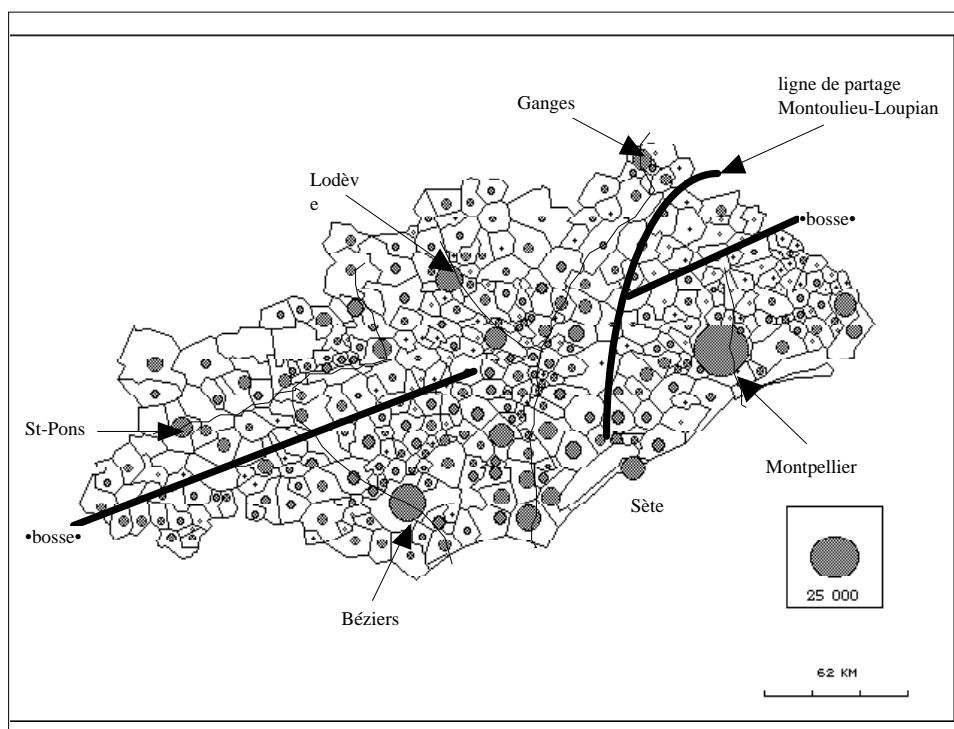 ligne de partage
Montoulieu-Loupian
Ganges
Lodèv
e
•bosse•
St-Pons
Montpellier
Sète
•bosse•
25 000
Béziers
62 KM